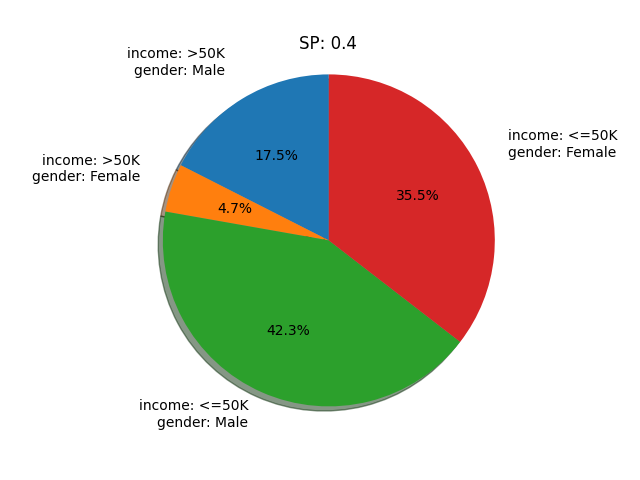 SP: 0.4
income: >50K
gender: Male
17.5%
income: >50K
gender: Female
4.7%
income: <=50K
gender: Male
42.3%
income: <=50K
gender: Female
35.5%